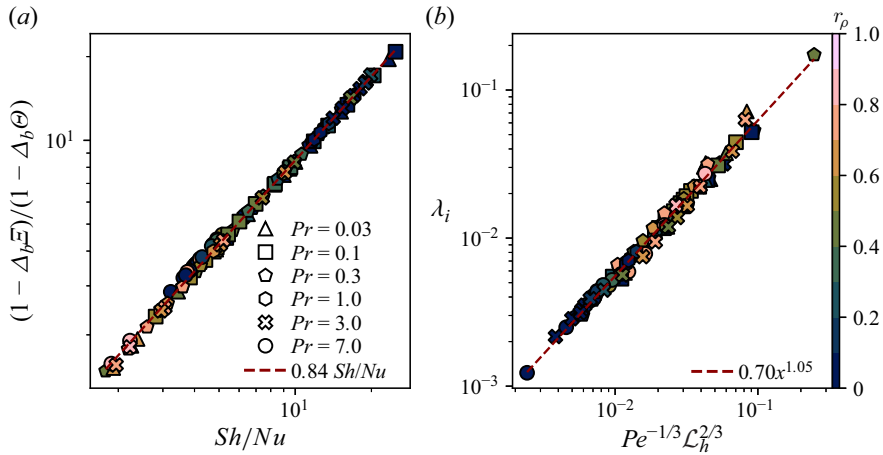 (a)
(1 − Δ_bΞ)/(1 − Δ_bΘ)
10^1
Pr = 0.03
Pr = 0.1
Pr = 0.3
Pr = 1.0
Pr = 3.0
Pr = 7.0
0.84 Sh/Nu
10^1
Sh/Nu
(b)
λ_i
10^−1
10^−2
10^−3
0.70x^1.05
10^−2
10^−1
Pe^−1/3 ℒ_h^2/3
r_ρ
1.0
0.8
0.6
0.4
0.2
0